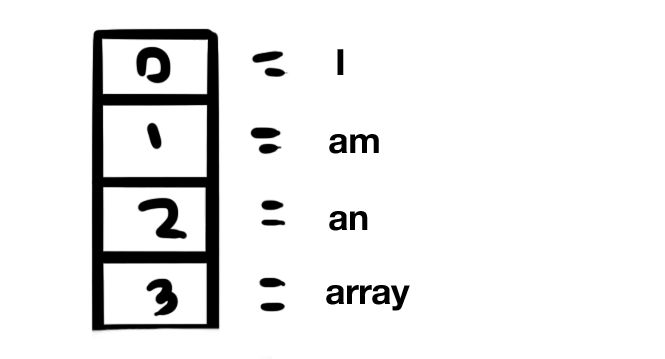 0 = I
1 = am
2 = an
3 = array